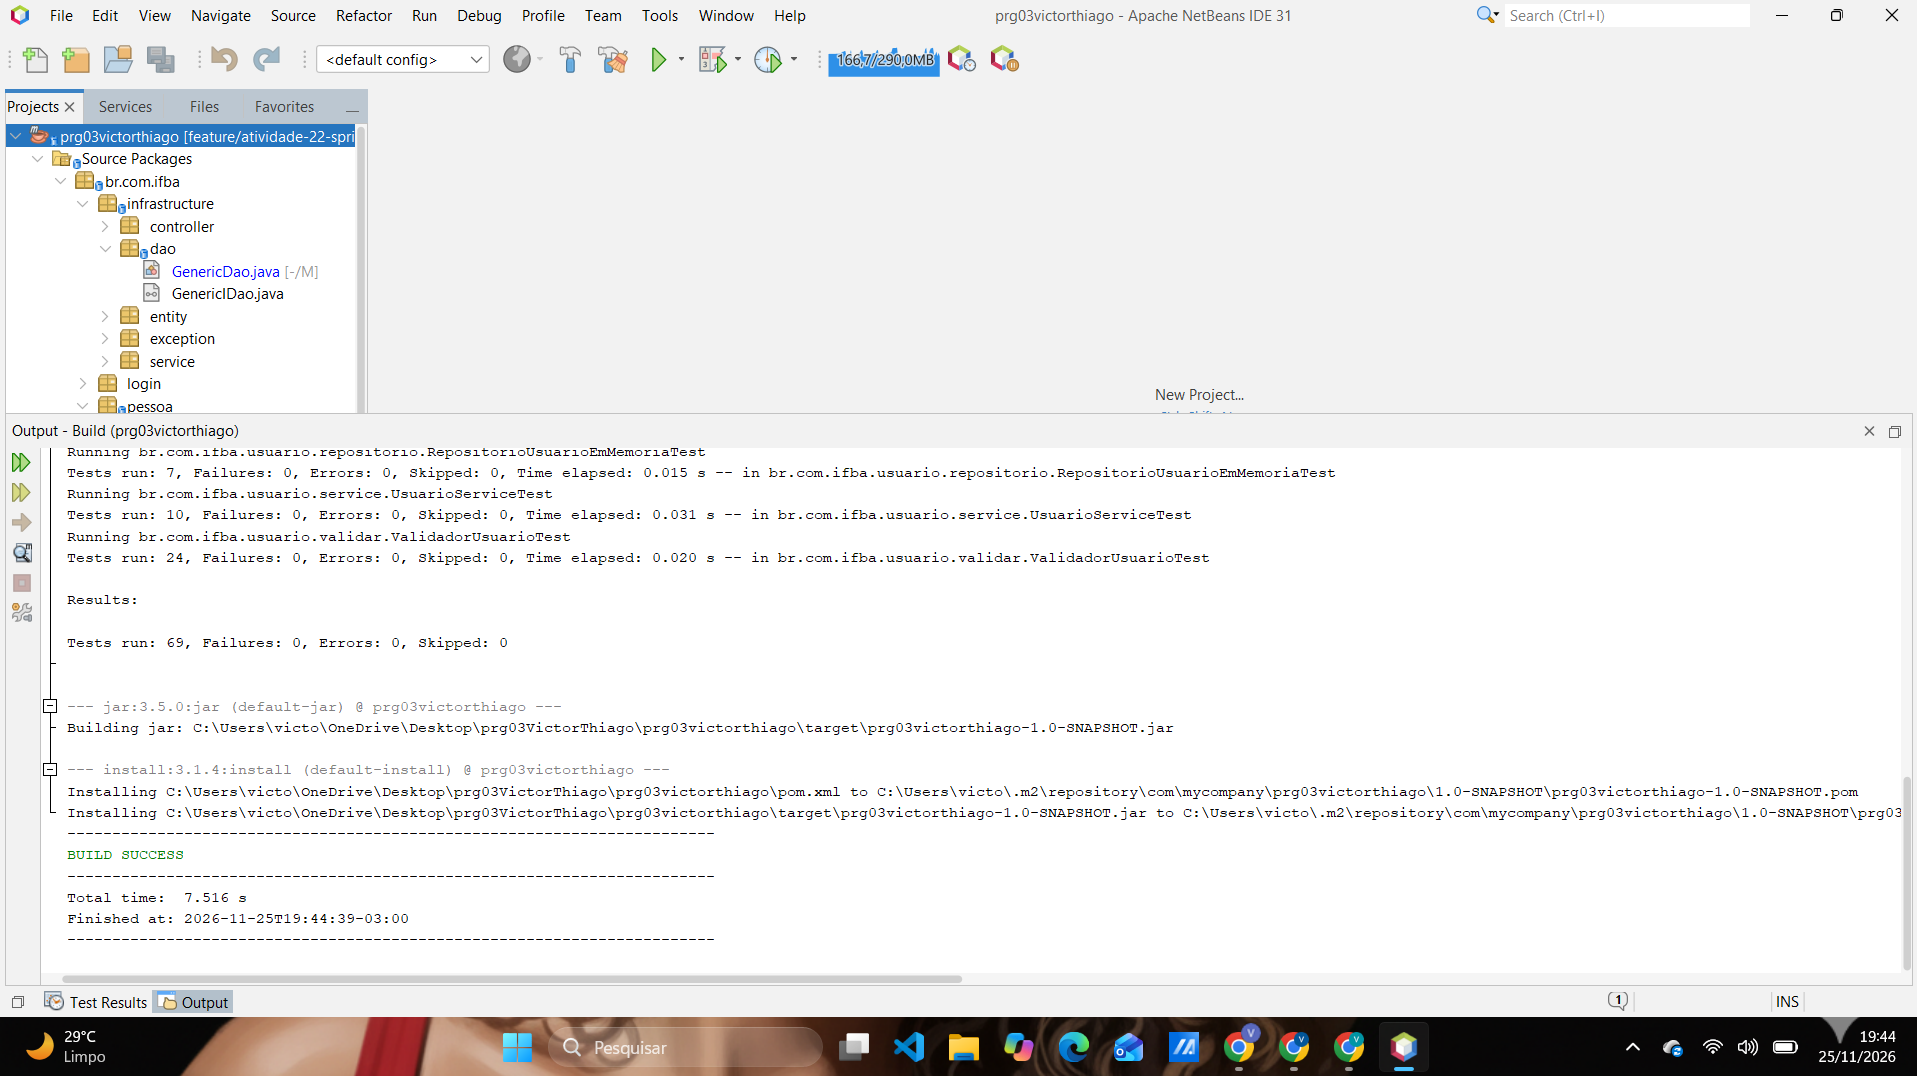 File Edit View Navigate Source Refactor Run Debug Profile Team Tools Window Help
prg03victorthiago - Apache NetBeans IDE 31
Search (Ctrl+I)
<default config>
166,7/290,0MB
Projects
Services
Files
Favorites
prg03victorthiago [feature/atividade-22-spri
Source Packages
br.com.ifba
infrastructure
controller
dao
GenericDao.java [-/M]
GenericIDao.java
entity
exception
service
login
pessoa
New Project...
Output - Build (prg03victorthiago)
Running br.com.ifba.usuario.repositorio.RepositorioUsuarioEmMemoriaTest
Tests run: 7, Failures: 0, Errors: 0, Skipped: 0, Time elapsed: 0.015 s -- in br.com.ifba.usuario.repositorio.RepositorioUsuarioEmMemoriaTest
Running br.com.ifba.usuario.service.UsuarioServiceTest
Tests run: 10, Failures: 0, Errors: 0, Skipped: 0, Time elapsed: 0.031 s -- in br.com.ifba.usuario.service.UsuarioServiceTest
Running br.com.ifba.usuario.validar.ValidadorUsuarioTest
Tests run: 24, Failures: 0, Errors: 0, Skipped: 0, Time elapsed: 0.020 s -- in br.com.ifba.usuario.validar.ValidadorUsuarioTest
Results:
Tests run: 69, Failures: 0, Errors: 0, Skipped: 0
--- jar:3.5.0:jar (default-jar) @ prg03victorthiago ---
Building jar: C:\Users\victo\OneDrive\Desktop\prg03VictorThiago\prg03victorthiago\target\prg03victorthiago-1.0-SNAPSHOT.jar
--- install:3.1.4:install (default-install) @ prg03victorthiago ---
Installing C:\Users\victo\OneDrive\Desktop\prg03VictorThiago\prg03victorthiago\pom.xml to C:\Users\victo\.m2\repository\com\mycompany\prg03victorthiago\1.0-SNAPSHOT\prg03victorthiago-1.0-SNAPSHOT.pom
Installing C:\Users\victo\OneDrive\Desktop\prg03VictorThiago\prg03victorthiago\target\prg03victorthiago-1.0-SNAPSHOT.jar to C:\Users\victo\.m2\repository\com\mycompany\prg03victorthiago\1.0-SNAPSHOT\prg03
------------------------------------------------------------------------
BUILD SUCCESS
------------------------------------------------------------------------
Total time:  7.516 s
Finished at: 2026-11-25T19:44:39-03:00
------------------------------------------------------------------------
Test Results
Output
1
INS
29°C
Limpo
Pesquisar
19:44
25/11/2026